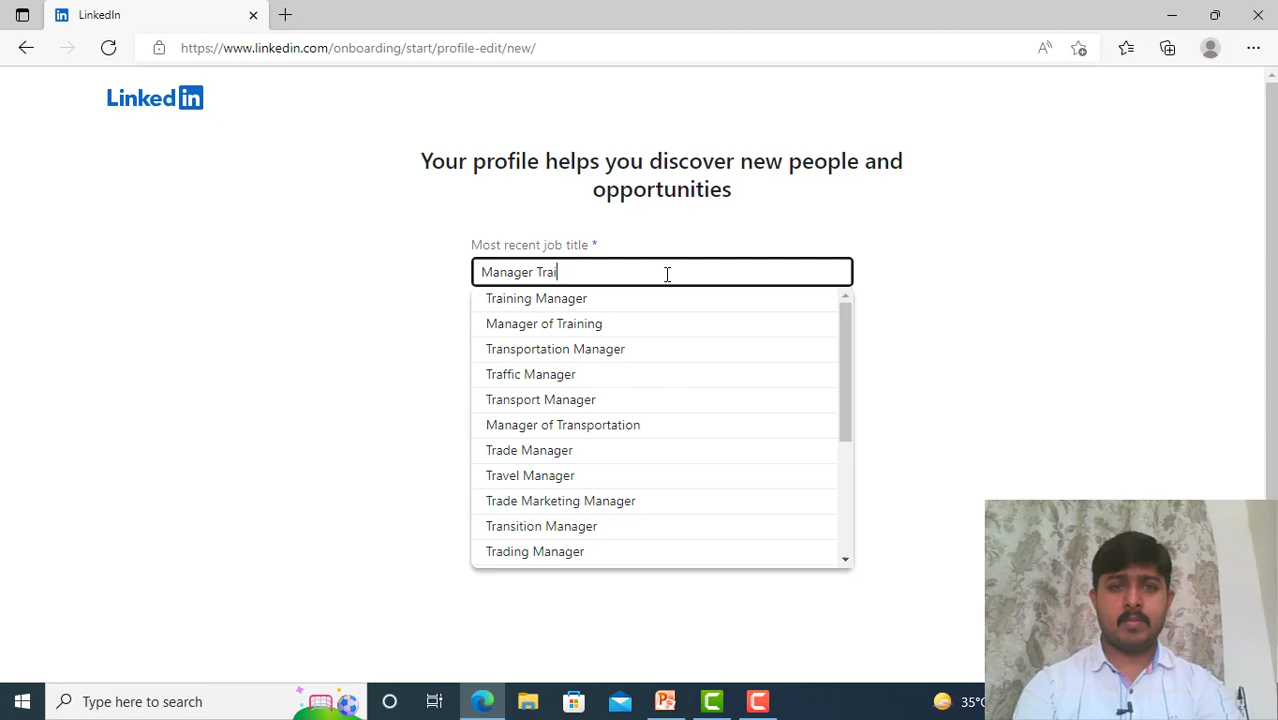 LinkedIn
https://www.linkedin.com/onboarding/start/profile-edit/new/
Linked in
Your profile helps you discover new people and
opportunities
Most recent job title *
Manager Trai
Training Manager
Manager of Training
Transportation Manager
Traffic Manager
Transport Manager
Manager of Transportation
Trade Manager
Travel Manager
Trade Marketing Manager
Transition Manager
Trading Manager
Type here to search
35°C